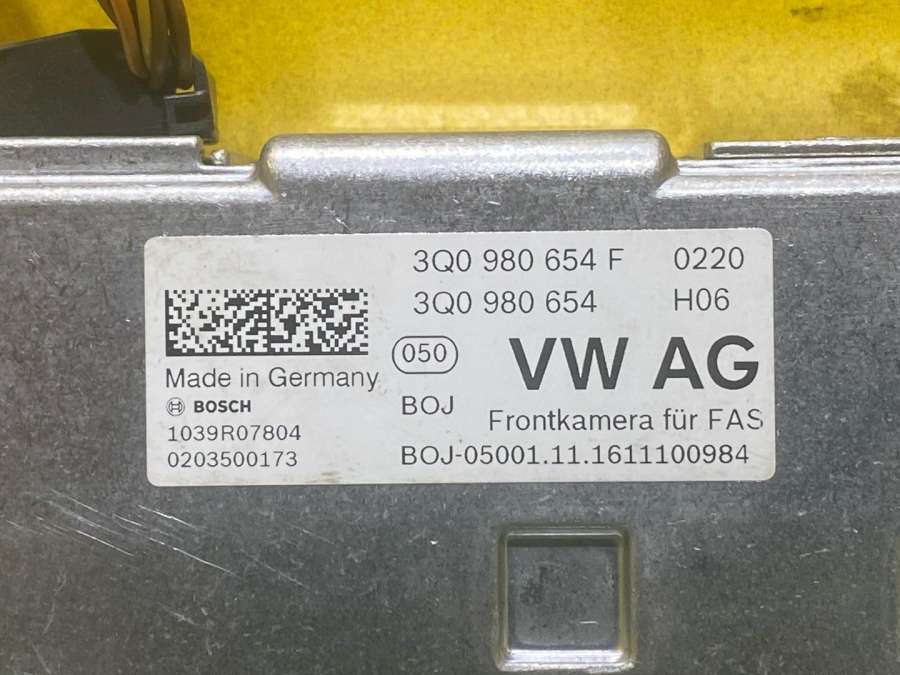 3Q0 980 654 F 0220
3Q0 980 654 H06
050 VW AG
Made in Germany
BOSCH BOJ
Frontkamera für FAS
1039R07804
0203500173 BOJ-05001.11.1611100984